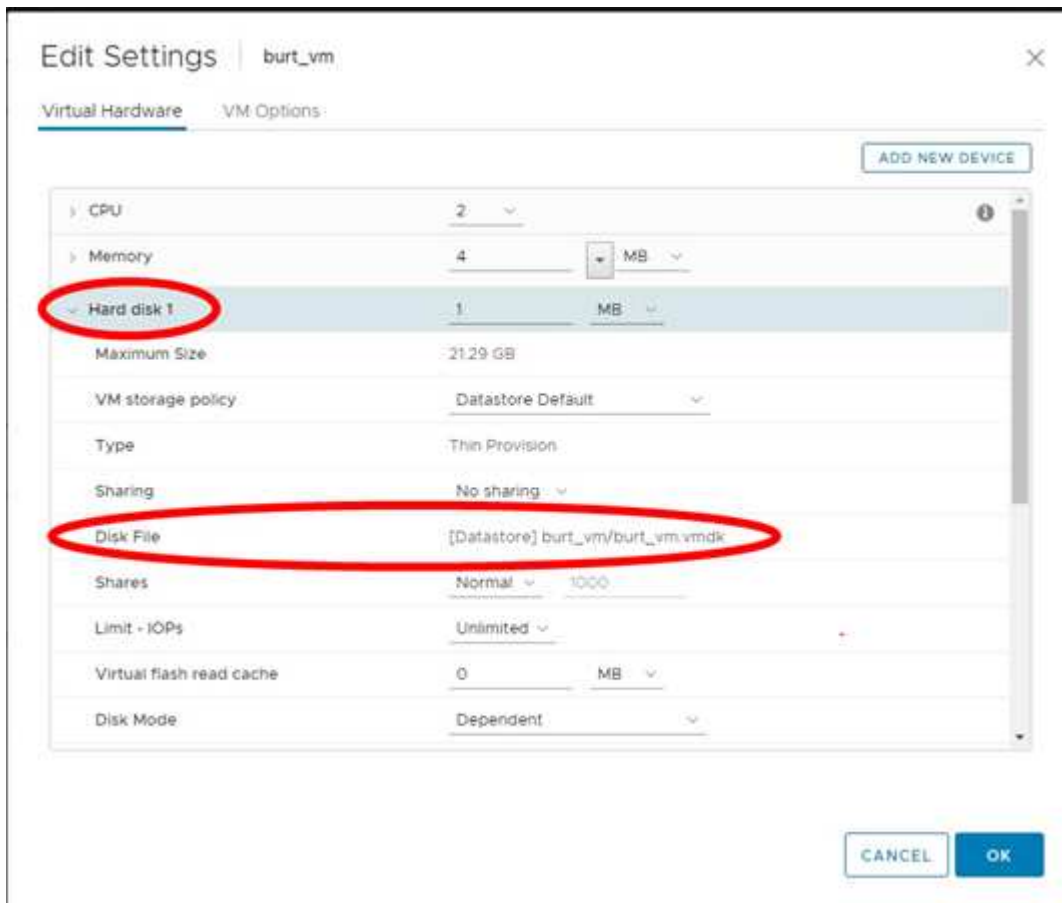 Edit Settings burt_vm
Virtual Hardware VM Options
ADD NEW DEVICE
CPU 2
Memory 4 MB
Hard disk 1 1 MB
Maximum Size 21.29 GB
VM storage policy Datastore Default
Type Thin Provision
Sharing No sharing
Disk File [Datastore] burt_vm/burt_vm.vmdk
Shares Normal 1000
Limit - IOPs Unlimited
Virtual flash read cache 0 MB
Disk Mode Dependent
CANCEL OK